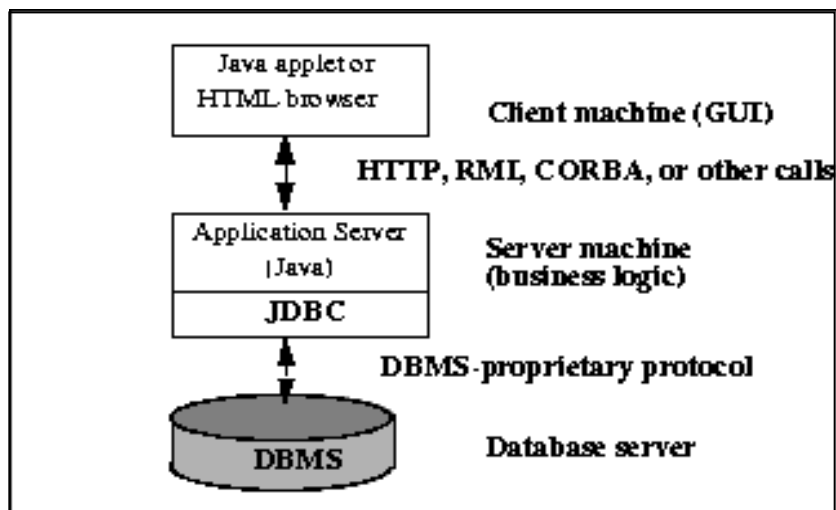 Java applet or
HTML browser
Client machine (GUI)
HTTP, RMI, CORBA, or other calls
Application Server
(Java)
Server machine
(business logic)
JDBC
DBMS-proprietary protocol
DBMS
Database server